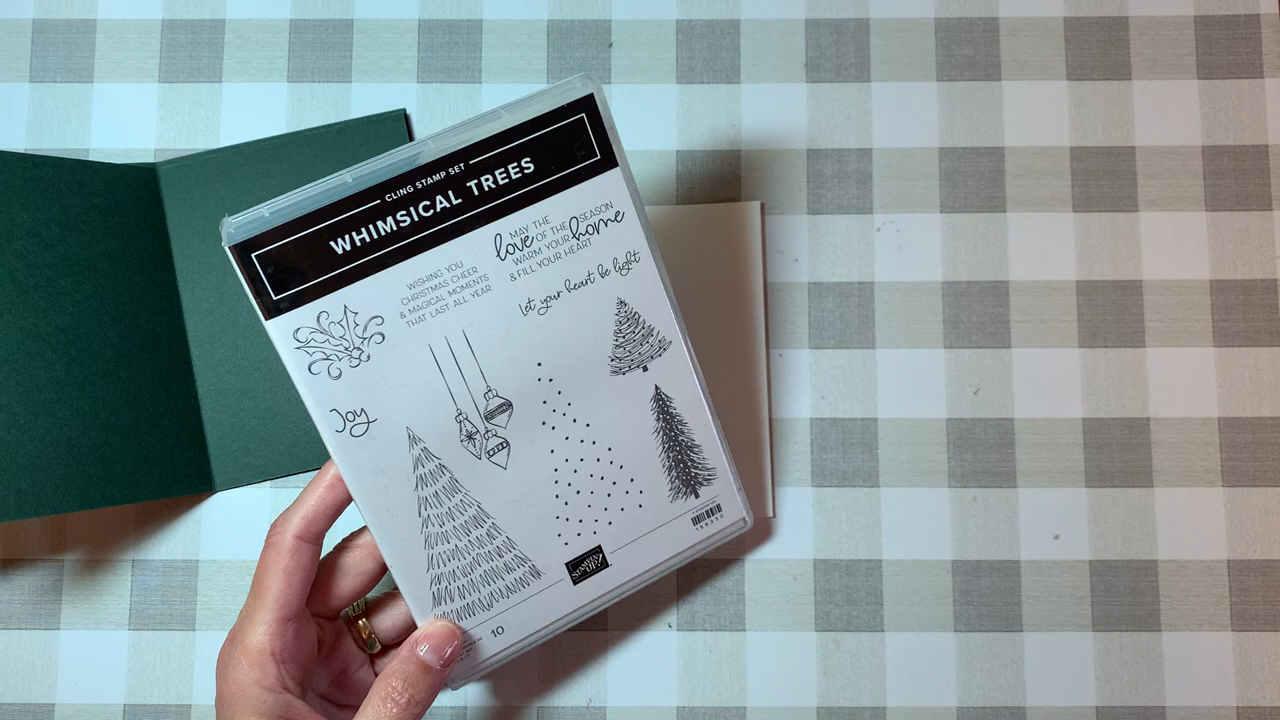 CLING STAMP SET
WHIMSICAL TREES
MAY THE
love OF THE SEASON
WARM YOUR home
& FILL YOUR HEART
WISHING YOU
CHRISTMAS CHEER
& MAGICAL MOMENTS
THAT LAST ALL YEAR
Let your heart be light
Joy
STAMPIN' UP!
10